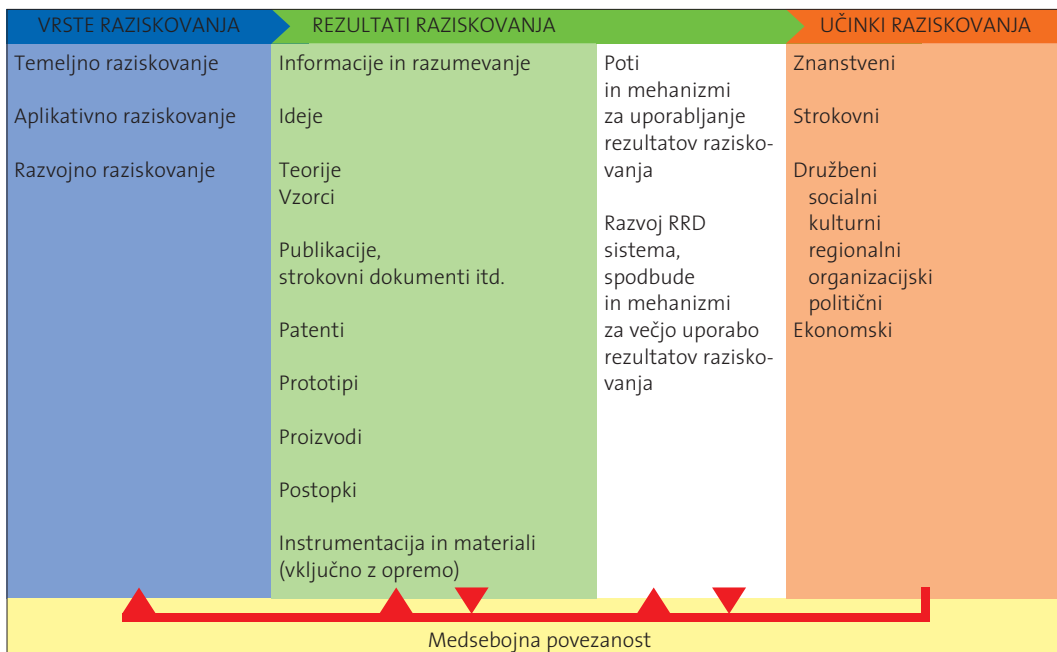 VRSTE RAZISKOVANJA
REZULTATI RAZISKOVANJA
UČINKI RAZISKOVANJA
Temeljno raziskovanje
Aplikativno raziskovanje
Razvojno raziskovanje
Informacije in razumevanje
Ideje
Teorije
Vzorci
Publikacije,
strokovni dokumenti itd.
Patenti
Prototipi
Proizvodi
Postopki
Instrumentacija in materiali
(vključno z opremo)
Poti
in mehanizmi
za uporabljanje
rezultatov razisko-
vanja
Razvoj RRD
sistema,
spodbude
in mehanizmi
za večjo uporabo
rezultatov razisko-
vanja
Znanstveni
Strokovni
Družbeni
socialni
kulturni
regionalni
organizacijski
politični
Ekonomski
Medsebojna povezanost